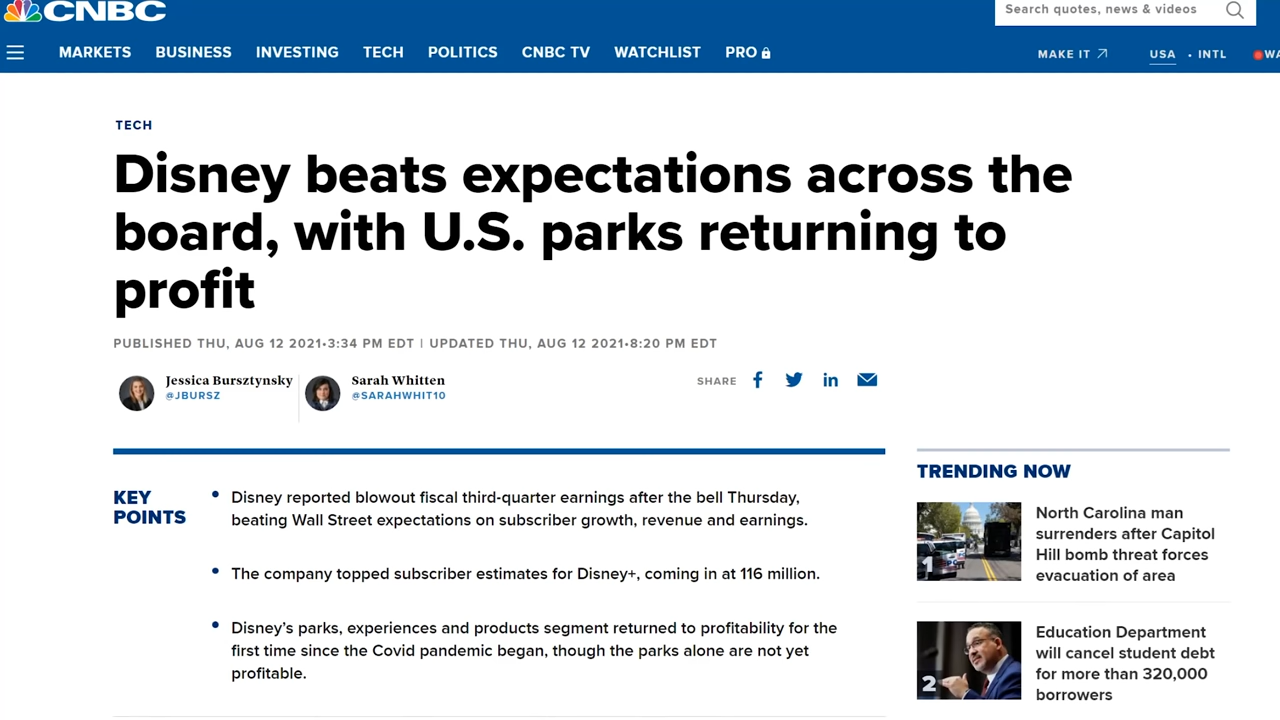 CNBC
Search quotes, news & videos
MARKETS BUSINESS INVESTING TECH POLITICS CNBC TV WATCHLIST PRO
MAKE IT USA • INTL WA
TECH
Disney beats expectations across the
board, with U.S. parks returning to
profit
PUBLISHED THU, AUG 12 2021•3:34 PM EDT | UPDATED THU, AUG 12 2021•8:20 PM EDT
Jessica Bursztynsky
@JBURSZ
Sarah Whitten
@SARAHWHIT10
SHARE
KEY
POINTS
• Disney reported blowout fiscal third-quarter earnings after the bell Thursday,
beating Wall Street expectations on subscriber growth, revenue and earnings.
• The company topped subscriber estimates for Disney+, coming in at 116 million.
• Disney’s parks, experiences and products segment returned to profitability for the
first time since the Covid pandemic began, though the parks alone are not yet
profitable.
TRENDING NOW
1
North Carolina man
surrenders after Capitol
Hill bomb threat forces
evacuation of area
2
Education Department
will cancel student debt
for more than 320,000
borrowers